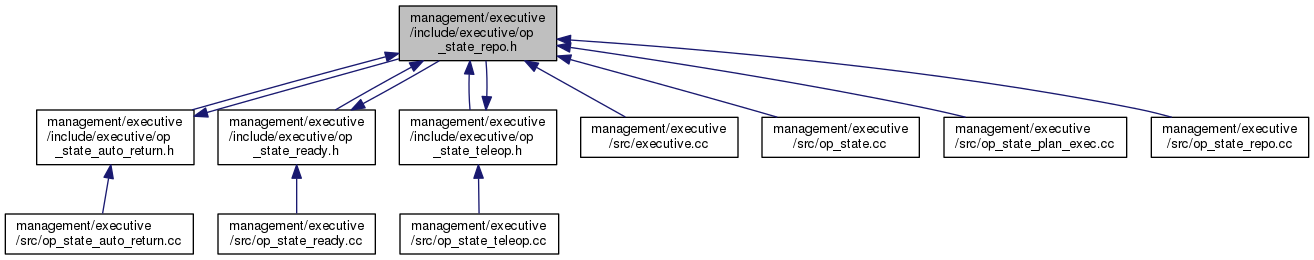 management/executive
/include/executive/op
_state_repo.h
management/executive
/include/executive/op
_state_auto_return.h
management/executive
/include/executive/op
_state_ready.h
management/executive
/include/executive/op
_state_teleop.h
management/executive
/src/executive.cc
management/executive
/src/op_state.cc
management/executive
/src/op_state_plan_exec.cc
management/executive
/src/op_state_repo.cc
management/executive
/src/op_state_auto_return.cc
management/executive
/src/op_state_ready.cc
management/executive
/src/op_state_teleop.cc